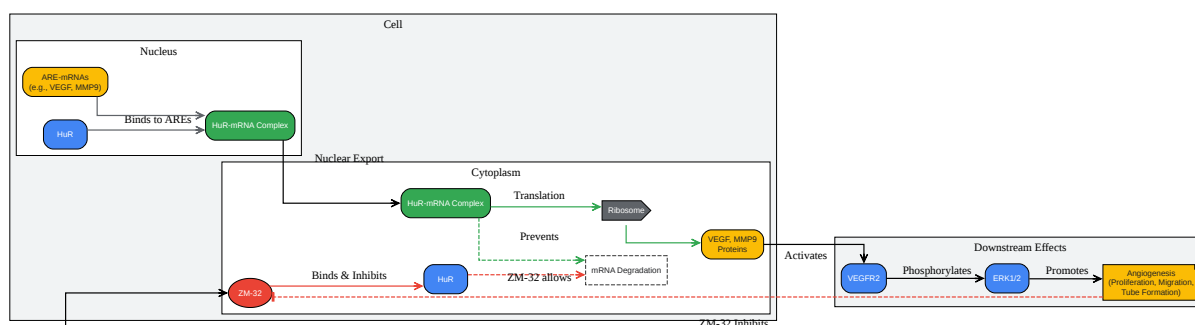 Cell
Nucleus
ARE-mRNAs
(e.g., VEGF, MMP9)
Binds to AREs
HuR-mRNA Complex
HuR
Nuclear Export
Cytoplasm
HuR-mRNA Complex
Translation
Ribosome
Prevents
VEGF, MMP9
Proteins
Activates
Downstream Effects
mRNA Degradation
Binds & Inhibits
HuR
ZM-32 allows
ZM-32
VEGFR2
Phosphorylates
ERK1/2
Promotes
Angiogenesis
(Proliferation, Migration,
Tube Formation)
ZM-32 Inhibits